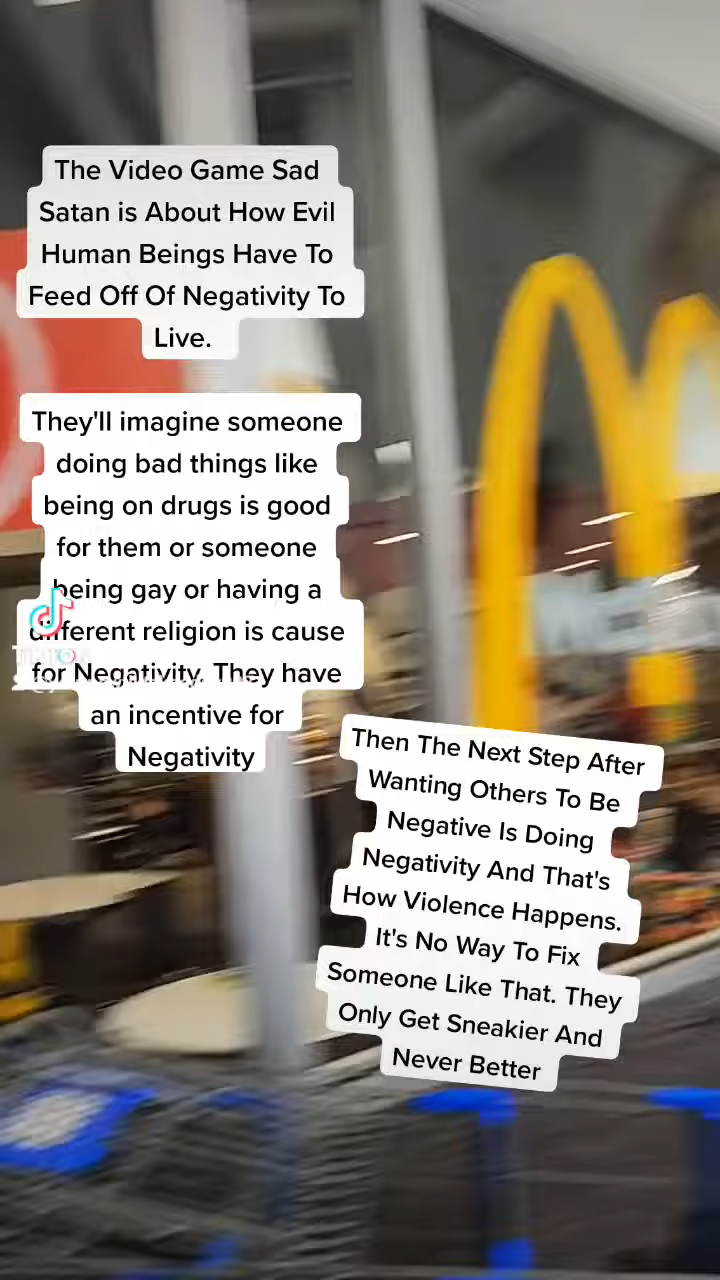 The Video Game Sad
Satan is About How Evil
Human Beings Have To
Feed Off Of Negativity To
Live.
They'll imagine someone
doing bad things like
being on drugs is good
for them or someone
being gay or having a
different religion is cause
for Negativity. They have
an incentive for
Negativity
Then The Next Step After
Wanting Others To Be
Negative Is Doing
Negativity And That's
How Violence Happens.
It's No Way To Fix
Someone Like That. They
Only Get Sneakier And
Never Better